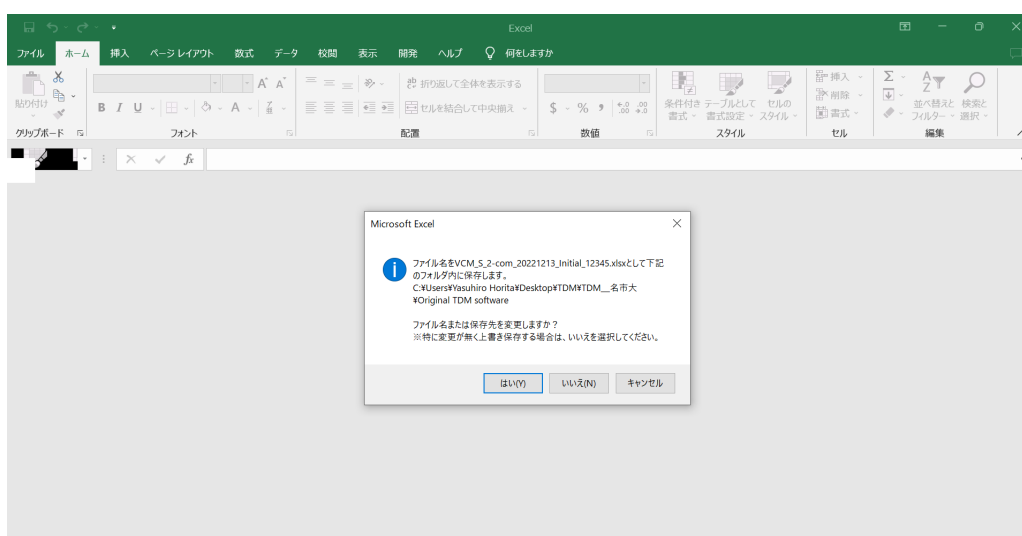 Excel
ファイル ホーム 挿入 ページ レイアウト 数式 データ 校閲 表示 開発 ヘルプ 何をしますか
貼り付け
B I U A
A A
折り返して全体を表示する
セルを結合して中央揃え
$ % 9
条件付き 書式
テーブルとして 書式設定
セルの スタイル
挿入
削除
書式
Σ
並べ替えと フィルター
検索と 選択
クリップボード フォント 配置 数値 スタイル セル 編集
fx
Microsoft Excel
ファイル名をVCM_S_2-com_20221213_Initial_12345.xlsxとして下記
のフォルダ内に保存します。
C:¥Users¥Yasuhiro Horita¥Desktop¥TDM¥TDM__名市大
¥Original TDM software
ファイル名または保存先を変更しますか？
※特に変更が無く上書き保存する場合は、いいえを選択してください。
はい(Y) いいえ(N) キャンセル